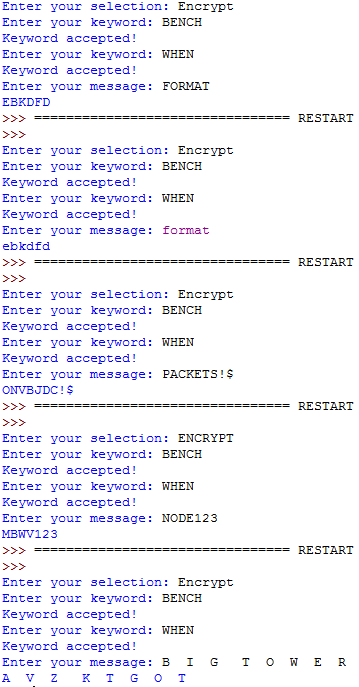 Enter your selection: Encrypt
Enter your keyword: BENCH
Keyword accepted!
Enter your keyword: WHEN
Keyword accepted!
Enter your message: FORMAT
EBKDFD
>>> ================================ RESTART
>>>
Enter your selection: Encrypt
Enter your keyword: BENCH
Keyword accepted!
Enter your keyword: WHEN
Keyword accepted!
Enter your message: format
ebkdfd
>>> ================================ RESTART
>>>
Enter your selection: Encrypt
Enter your keyword: BENCH
Keyword accepted!
Enter your keyword: WHEN
Keyword accepted!
Enter your message: PACKETS!$
ONVBJDC!$
>>> ================================ RESTART
>>>
Enter your selection: ENCRYPT
Enter your keyword: BENCH
Keyword accepted!
Enter your keyword: WHEN
Keyword accepted!
Enter your message: NODE123
MBWV123
>>> ================================ RESTART
>>>
Enter your selection: Encrypt
Enter your keyword: BENCH
Keyword accepted!
Enter your keyword: WHEN
Keyword accepted!
Enter your message: B I G  T O W E R
A V Z  K T G O T